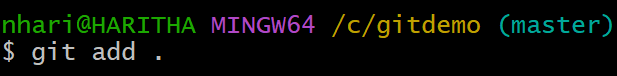 nhari@HARITHA MINGW64 /c/gitdemo (master)
$ git add .